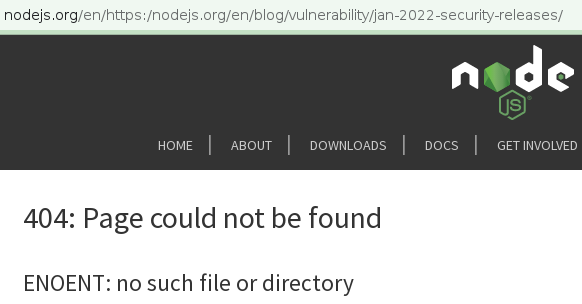 nodejs.org/en/https:/nodejs.org/en/blog/vulnerability/jan-2022-security-releases/
node
JS
HOME | ABOUT | DOWNLOADS | DOCS | GET INVOLVED
404: Page could not be found
ENOENT: no such file or directory